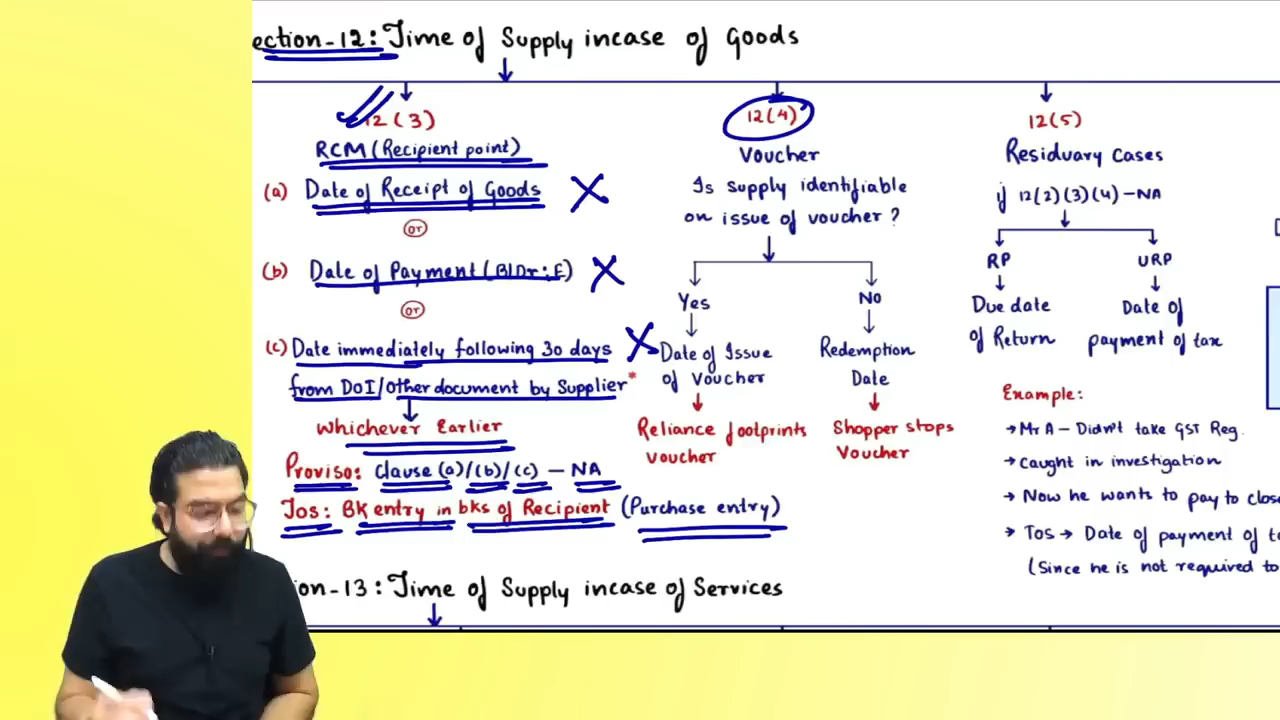 ection-12: Time of Supply incase of Goods
12(3)
RCM (Recipient point)
(a) Date of Receipt of Goods
or
(b) Date of Payment (B|Dr:E)
or
(c) Date immediately following 30 days
from DOI/other document by Supplier*
Whichever Earlier
Proviso: Clause (a)/(b)/(c) – NA
Tos: BK entry in bks of Recipient (Purchase entry)
12(4)
Voucher
Is supply identifiable
on issue of voucher?
Yes
Date of Issue
of Voucher
Reliance footprints
voucher
No
Redemption
Date
Shopper stops
Voucher
12(5)
Residuary Cases
if 12(2)(3)(4) – NA
RP
Due date
of Return
URP
Date of
payment of tax
Example:
→ Mr A – Didn't take GST Reg.
→ Caught in investigation
→ Now he wants to pay to close
→ Tos → Date of payment of t
(Since he is not required to
on-13: Time of Supply incase of Services